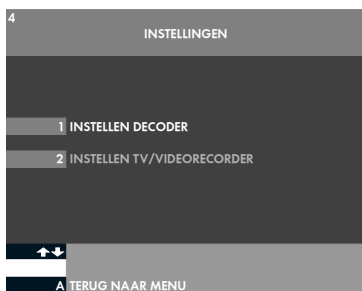 4
INSTELLINGEN
1 INSTELLEN DECODER
2 INSTELLEN TV/VIDEORECORDER
A TERUG NAAR MENU